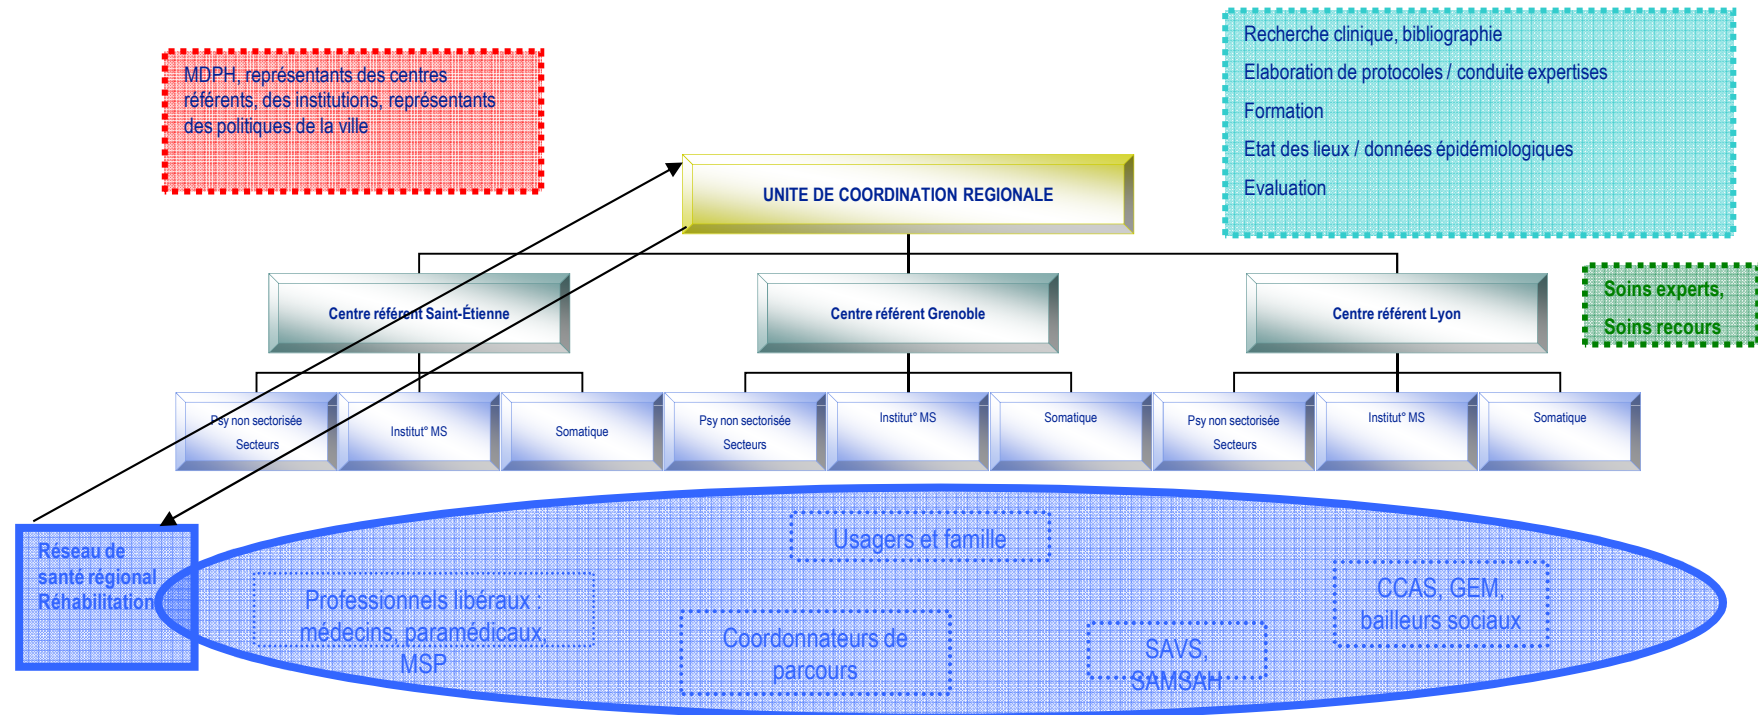 MDPH, représentants des centres
référents, des institutions, représentants
des politiques de la ville
Recherche clinique, bibliographie
Elaboration de protocoles / conduite expertises
Formation
Etat des lieux / données épidémiologiques
Evaluation
UNITE DE COORDINATION REGIONALE
Centre référent Saint-Étienne
Centre référent Grenoble
Centre référent Lyon
Soins experts,
Soins recours
Psy non sectorisée
Secteurs
Institut° MS
Somatique
Psy non sectorisée
Secteurs
Institut° MS
Somatique
Psy non sectorisée
Secteurs
Institut° MS
Somatique
Réseau de
santé régional
Réhabilitation
Usagers et famille
Professionnels libéraux :
médecins, paramédicaux,
MSP
Coordonnateurs de
parcours
SAVS,
SAMSAH
CCAS, GEM,
bailleurs sociaux